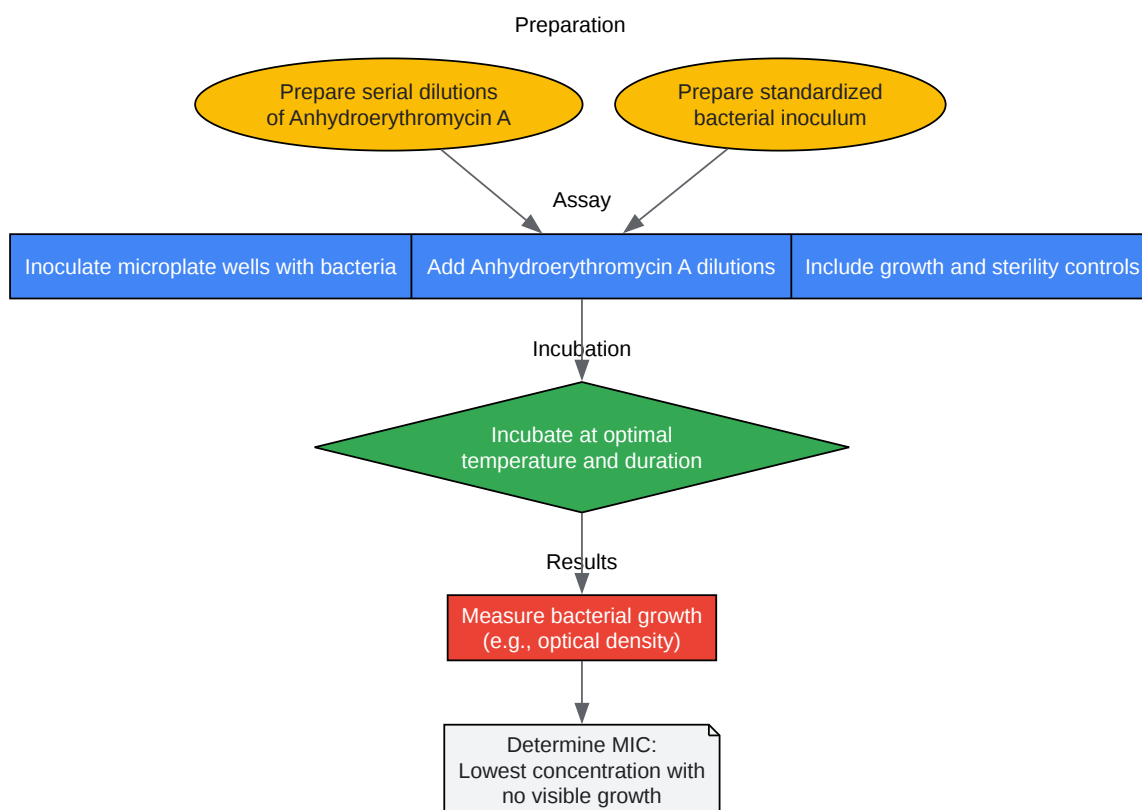 Preparation
Prepare serial dilutions
of Anhydroerythromycin A
Prepare standardized
bacterial inoculum
Assay
Inoculate microplate wells with bacteria
Add Anhydroerythromycin A dilutions
Include growth and sterility controls
Incubation
Incubate at optimal
temperature and duration
Results
Measure bacterial growth
(e.g., optical density)
Determine MIC:
Lowest concentration with
no visible growth